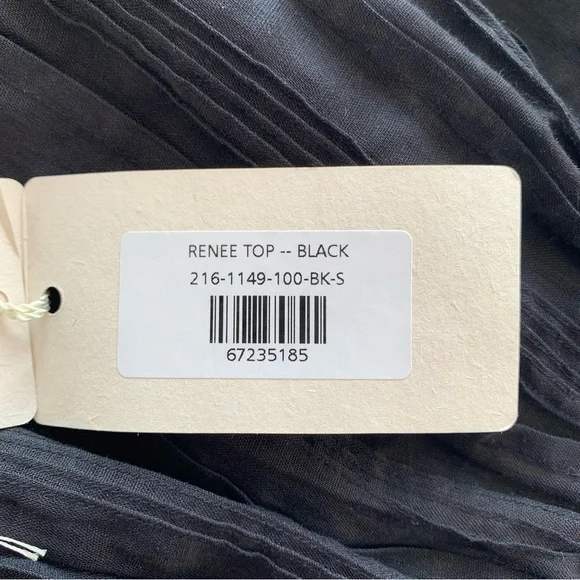 RENEE TOP -- BLACK
216-1149-100-BK-S
67235185